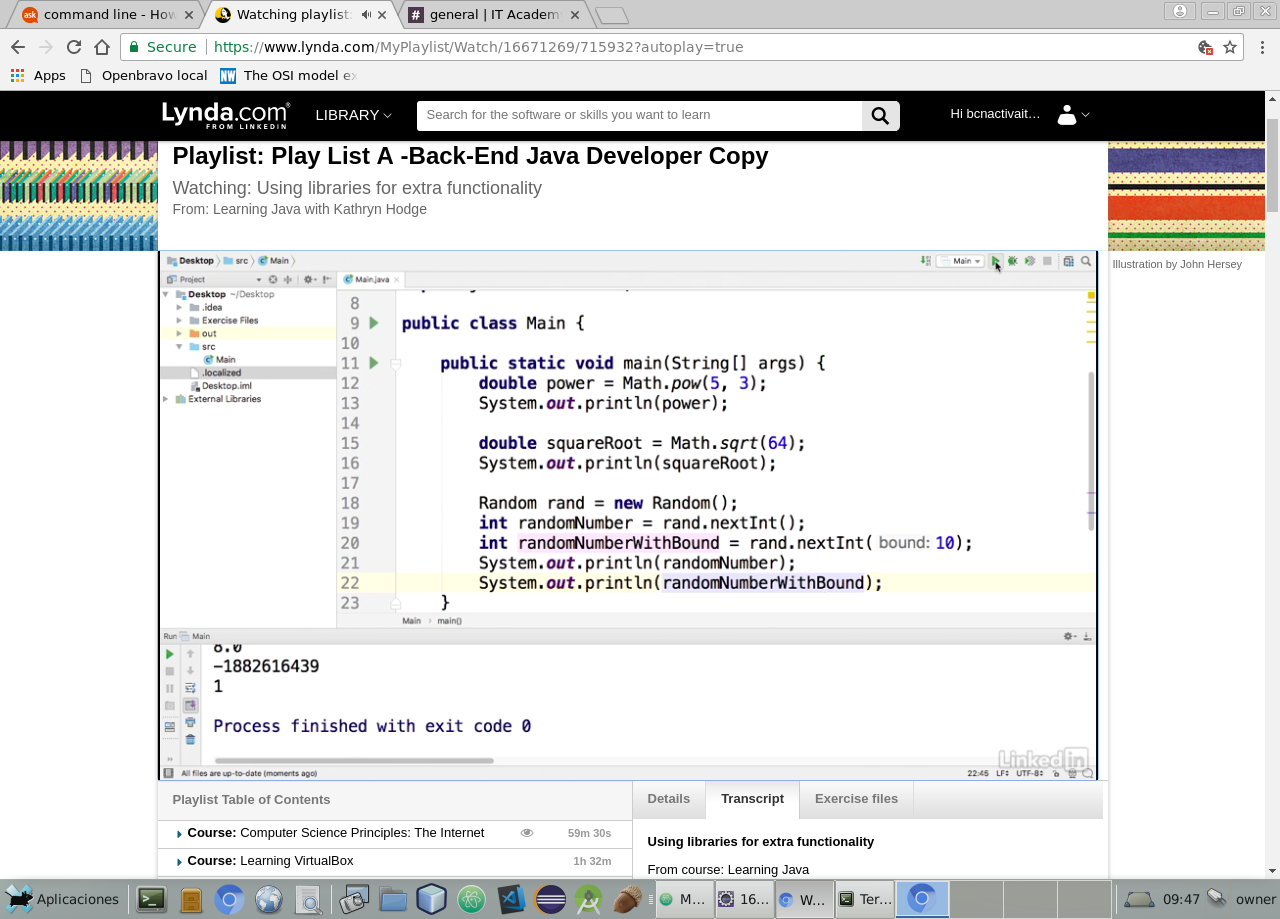 command line - How
Watching playlist:
general | IT Academ
Secure
https://www.lynda.com/MyPlaylist/Watch/16671269/715932?autoplay=true
Apps
Openbravo local
NW
The OSI model ex
Lynda.com
FROM LINKEDIN
LIBRARY
Search for the software or skills you want to learn
Hi bcnactivait...
Playlist: Play List A -Back-End Java Developer Copy
Watching: Using libraries for extra functionality
From: Learning Java with Kathryn Hodge
Illustration by John Hersey
Desktop
src
Main
Main
Project
Main.java
Desktop ~/Desktop
.idea
Exercise Files
out
src
Main
.localized
Desktop.iml
External Libraries
8
9 public class Main {
10
11 public static void main(String[] args) {
12 double power = Math.pow(5, 3);
13 System.out.println(power);
14
15 double squareRoot = Math.sqrt(64);
16 System.out.println(squareRoot);
17
18 Random rand = new Random();
19 int randomNumber = rand.nextInt();
20 int randomNumberWithBound = rand.nextInt( bound: 10);
21 System.out.println(randomNumber);
22 System.out.println(randomNumberWithBound);
23 }
Main › main()
Run Main
8.0
-1882616439
1
Process finished with exit code 0
Linked in
All files are up-to-date (moments ago)
22:45 LF÷ UTF-8÷
Playlist Table of Contents
Details
Transcript
Exercise files
Course: Computer Science Principles: The Internet
59m 30s
Course: Learning VirtualBox
1h 32m
Using libraries for extra functionality
From course: Learning Java
Aplicaciones
M...
16...
W...
Ter...
09:47
owner